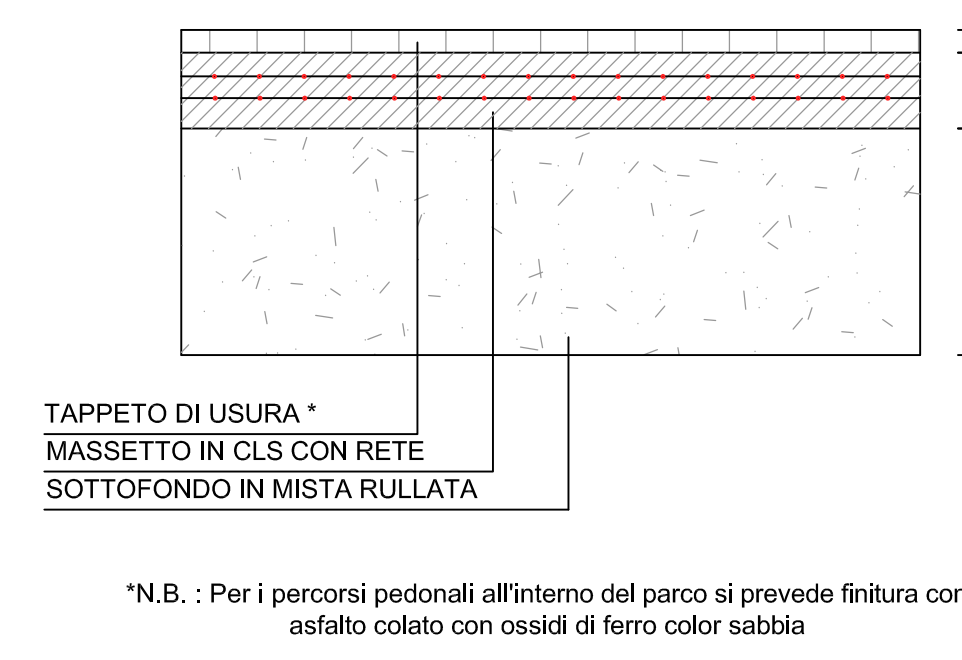 TAPPETO DI USURA *
MASSETTO IN CLS CON RETE
SOTTOFONDO IN MISTA RULLATA
*N.B. : Per i percorsi pedonali all'interno del parco si prevede finitura con
asfalto colato con ossidi di ferro color sabbia